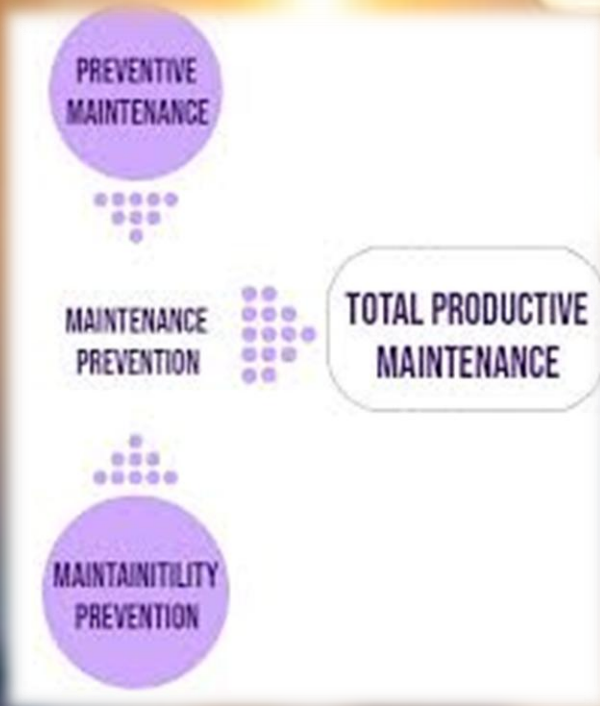 PREVENTIVE
MAINTENANCE
MAINTENANCE
PREVENTION
TOTAL PRODUCTIVE
MAINTENANCE
MAINTAINITILITY
PREVENTION